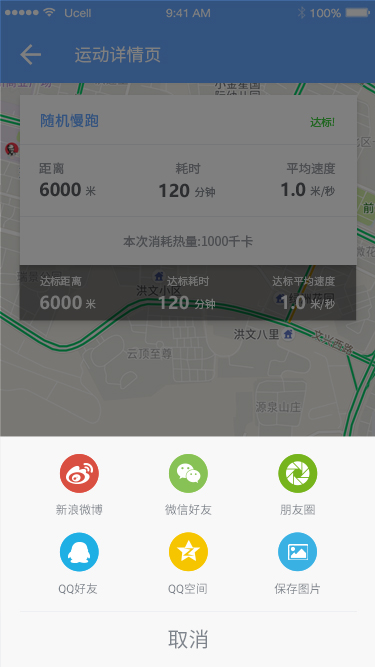 Ucell 9:41 AM 100%
运动详情页
随机慢跑 达标!
距离 耗时 平均速度
6000 米 120 分钟 1.0 米/秒
本次消耗热量:1000千卡
达标距离 达标耗时 达标平均速度
6000 米 120 分钟 1.0 米/秒
洪文小区
洪文八里
文兴西路
云顶至尊
源泉山庄
新浪微博 微信好友 朋友圈
QQ好友 QQ空间 保存图片
取消